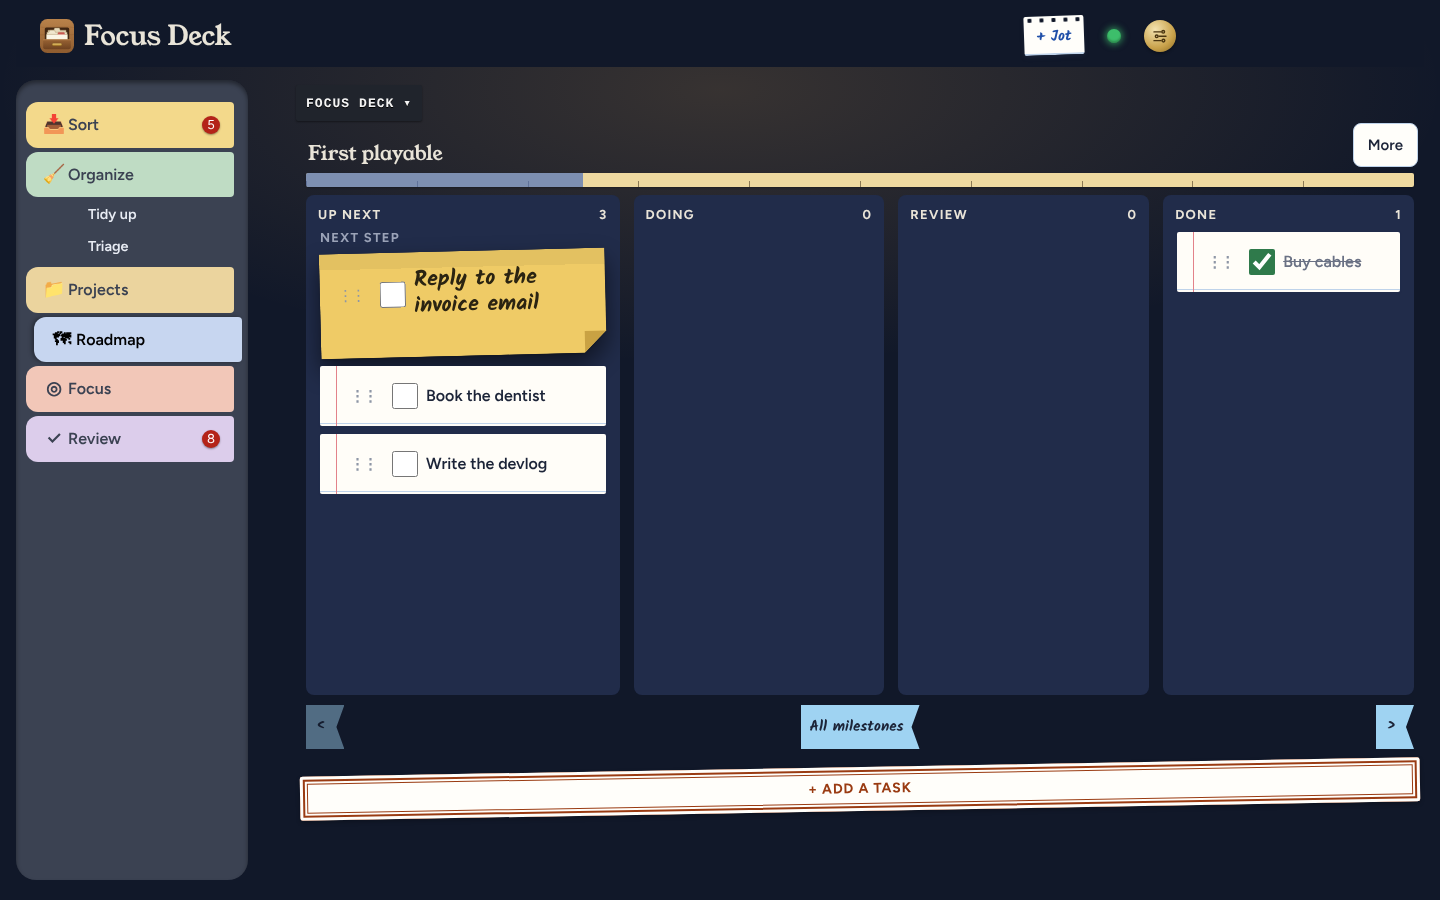 Focus Deck
+ Jot
Sort
5
Organize
Tidy up
Triage
Projects
Roadmap
Focus
Review
8
FOCUS DECK ▾
First playable
More
UP NEXT
3
NEXT STEP
Reply to the
invoice email
Book the dentist
Write the devlog
DOING
0
REVIEW
0
DONE
1
Buy cables
<
All milestones
>
+ ADD A TASK